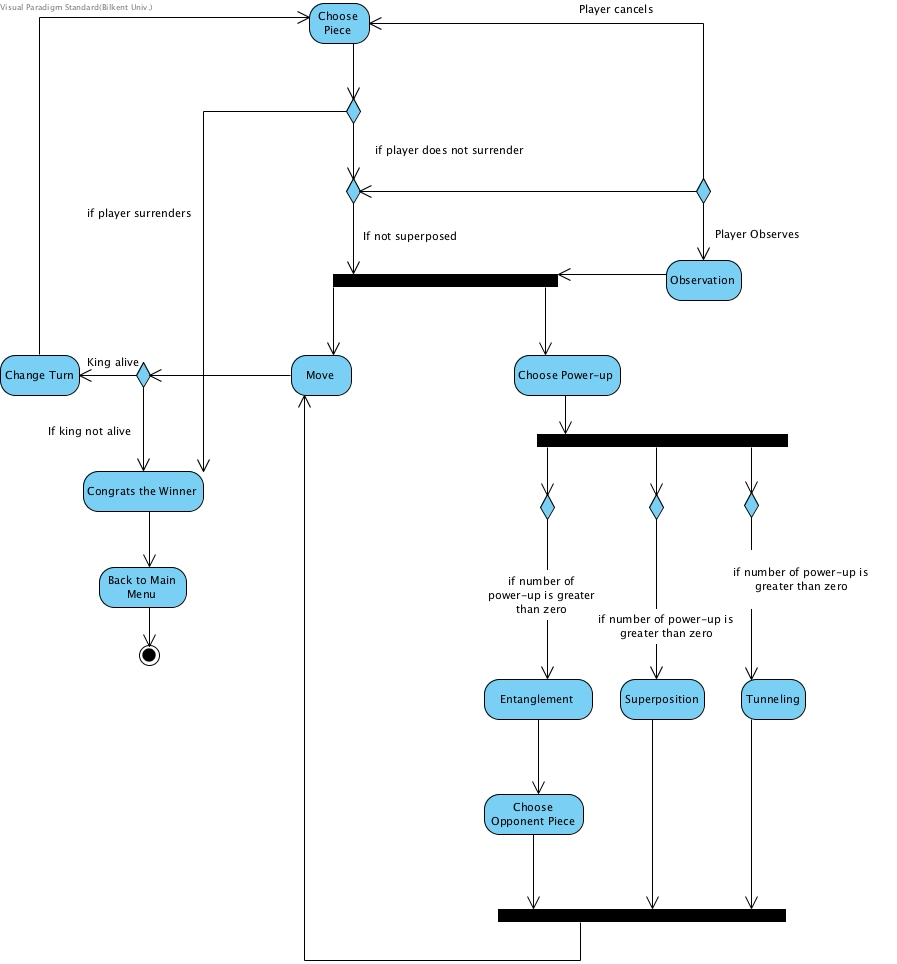 Visual Paradigm Standard(Bilkent Univ.)
Player cancels
Choose
Piece
if player does not surrender
if player surrenders
If not superposed
Player Observes
Observation
King alive
Change Turn
Move
Choose Power-up
If king not alive
Congrats the Winner
Back to Main
Menu
if number of
power-up is greater
than zero
if number of power-up is
greater than zero
if number of power-up is
greater than zero
Entanglement
Superposition
Tunneling
Choose
Opponent Piece